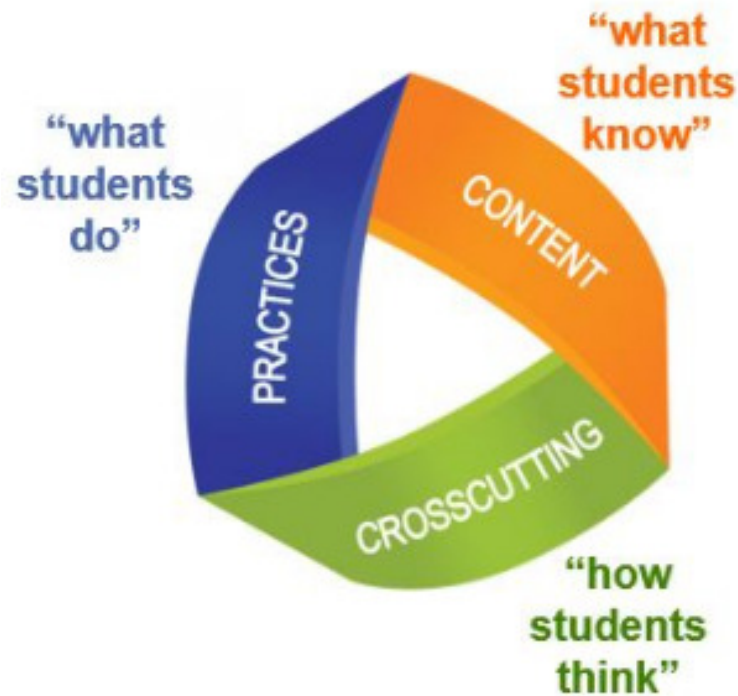 “what
students
do”
PRACTICES
“what
students
know”
CONTENT
CROSSCUTTING
“how
students
think”